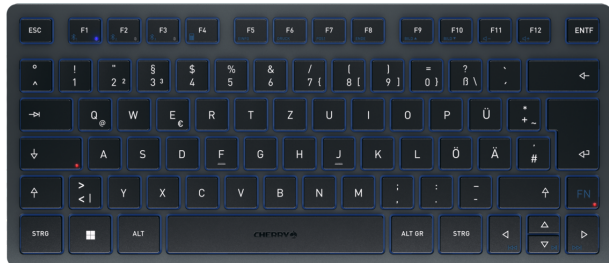 ESC F1 F2 F3 F4 F5 F6 F7 F8 F9 F10 F11 F12 ENTF
° ! " § $ % & / ( ) = ? `
^ 1 2 ² 3 ³ 4 5 6 7 { 8 [ 9 ] 0 } ß \ ´
Q @ W E € R T Z U I O P Ü * + ~
A S D F G H J K L Ö Ä ' #
> < | Y X C V B N M ; , : . _ - FN
STRG ALT CHERRY ALT GR STRG